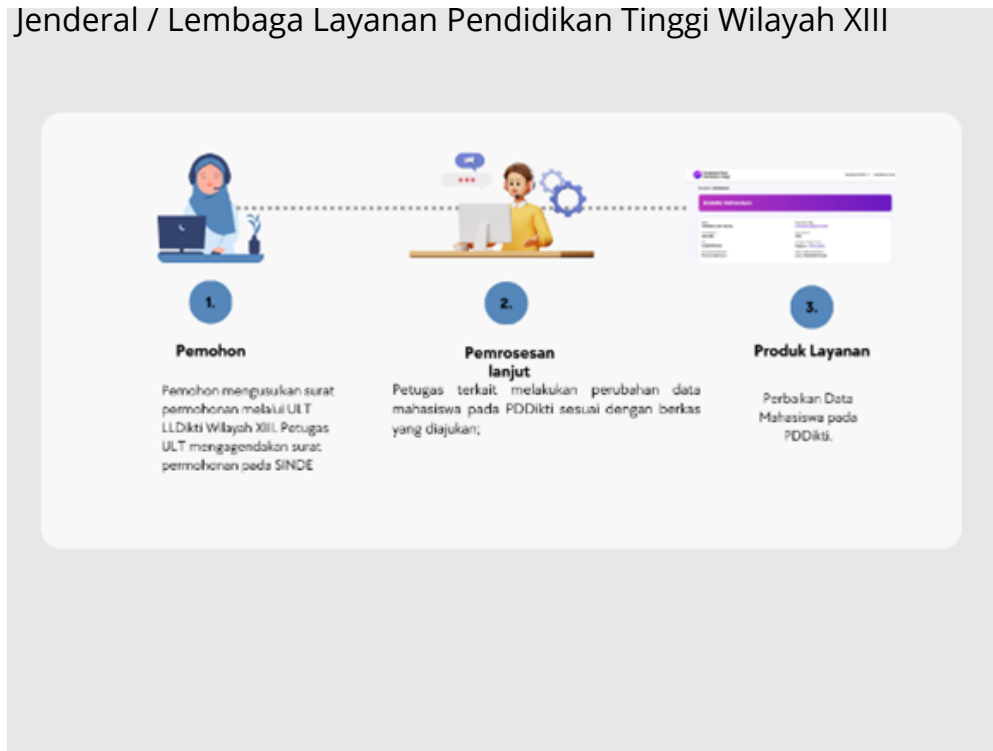 Jenderal / Lembaga Layanan Pendidikan Tinggi Wilayah XIII
1.
Pemohon
Pemohon mengusulkan surat
permohonan melalui ULT
LLDikti Wilayah XIII. Petugas
ULT mengagendakan surat
permohonan pada SINDE
2.
Pemrosesan
lanjut
Petugas terkait melakukan perubahan data
mahasiswa pada PDDikti sesuai dengan berkas
yang diajukan;
3.
Produk Layanan
Perbaikan Data
Mahasiswa pada
PDDikti.